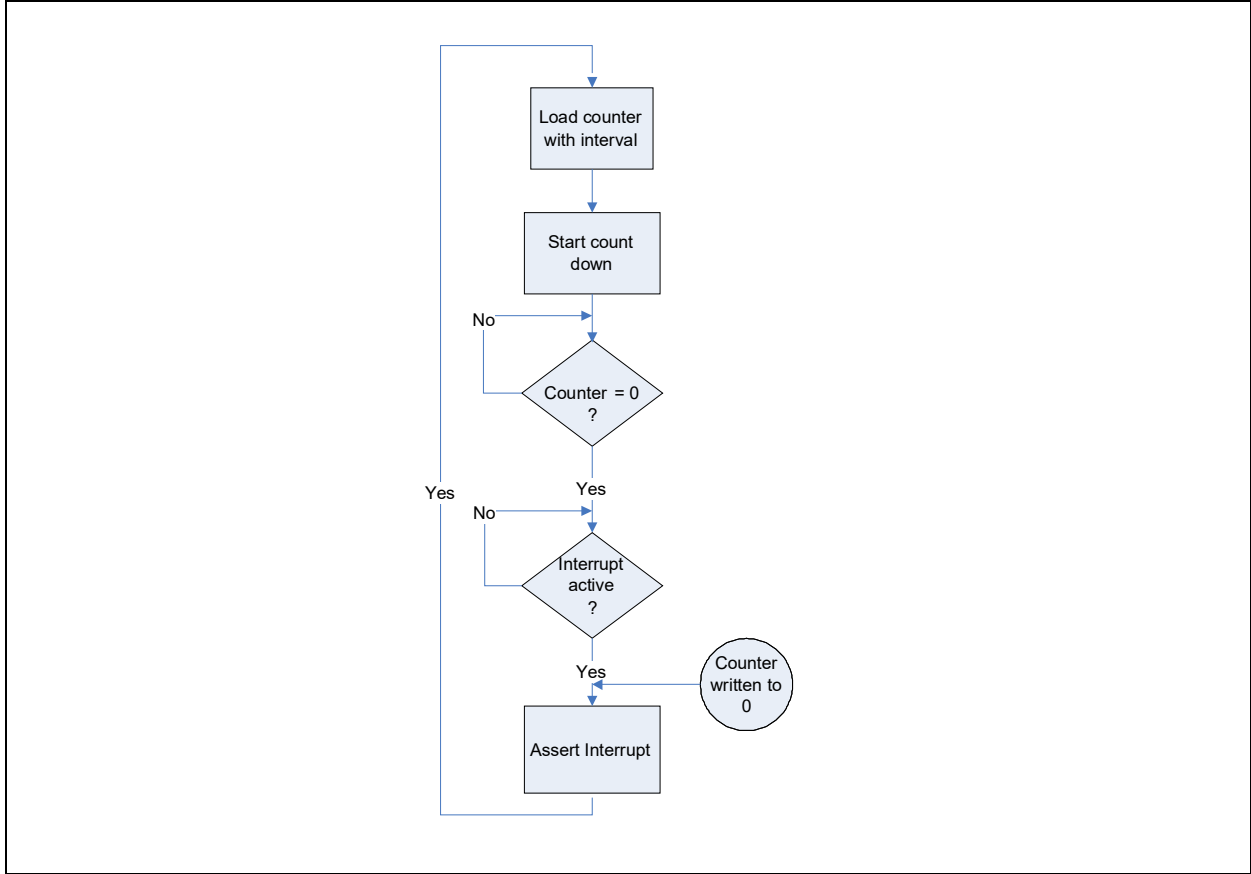 Load counter
with interval
Start count
down
No
Counter = 0
?
Yes
Yes
No
Interrupt
active
?
Yes
Counter
written to
0
Assert Interrupt